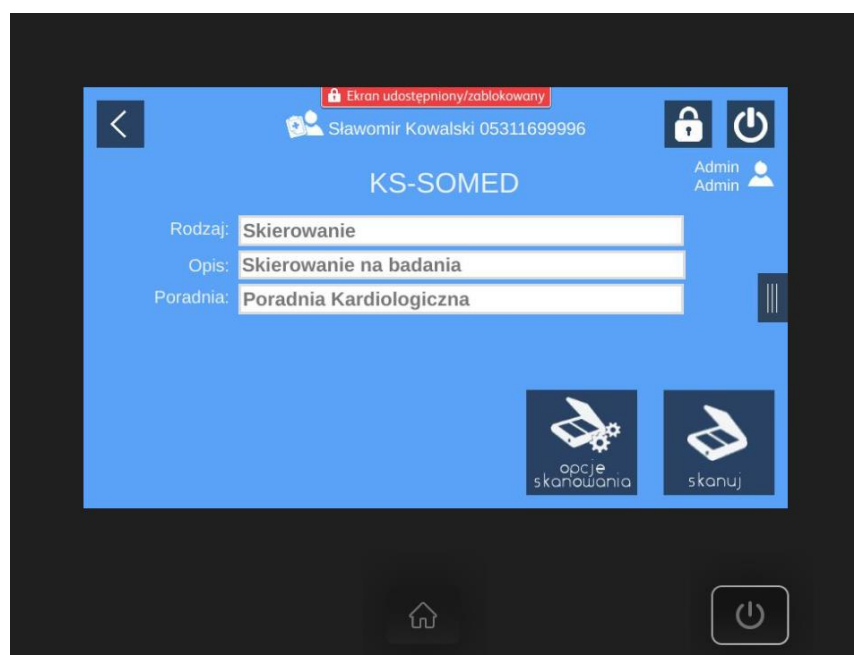 Ekran udostępniony/zablokowany
Sławomir Kowalski 05311699996
KS-SOMED
Admin
Admin
Rodzaj: Skierowanie
Opis: Skierowanie na badania
Poradnia: Poradnia Kardiologiczna
opcje
skanowania
skanuj